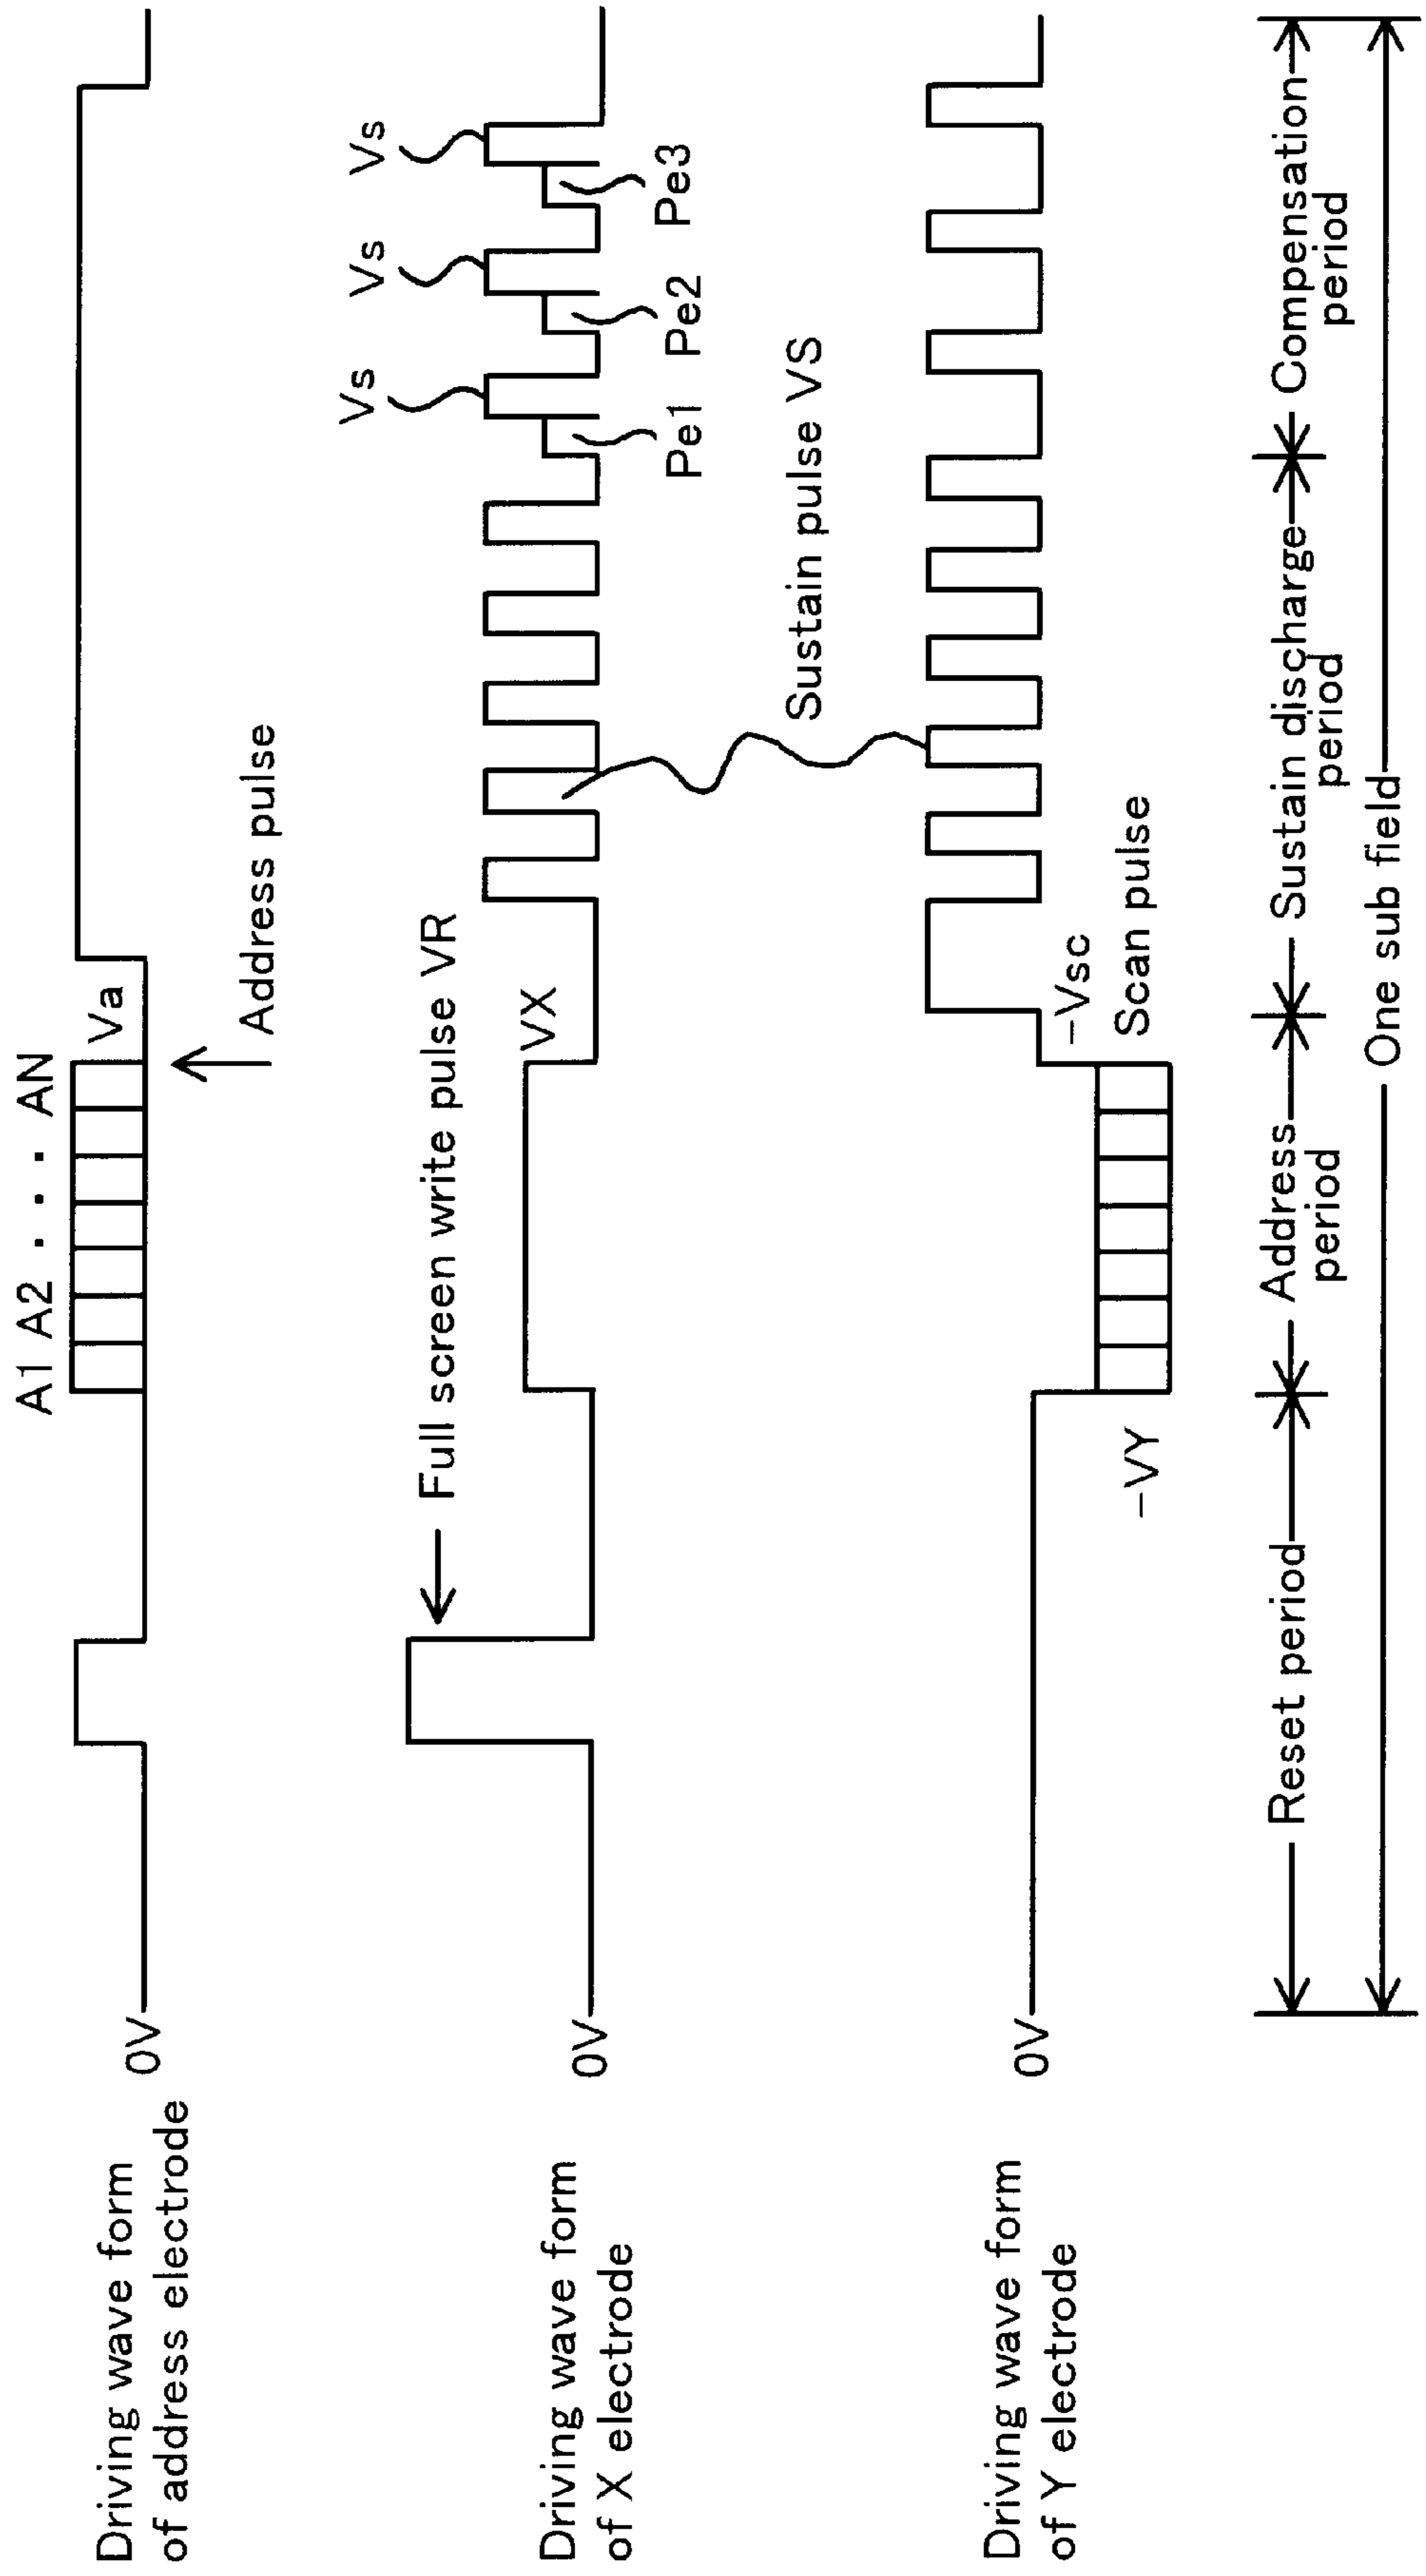 Driving wave form
of address electrode
0V
A1 A2 · · · AN
Va
Address pulse
Driving wave form
of X electrode
0V
Full screen write pulse VR
VX
Vs
Vs
Vs
Pe1
Pe2
Pe3
Sustain pulse VS
Driving wave form
of Y electrode
0V
-VY
-Vsc
Scan pulse
Reset period
Address
period
Sustain discharge
period
Compensation
period
One sub field